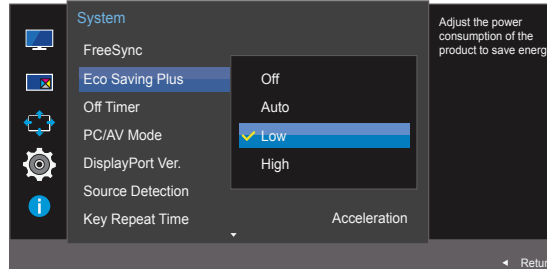 System
FreeSync
Eco Saving Plus
Off Timer
PC/AV Mode
DisplayPort Ver.
Source Detection
Key Repeat Time
Acceleration
Off
Auto
Low
High
Adjust the power
consumption of the
product to save energ
Retur